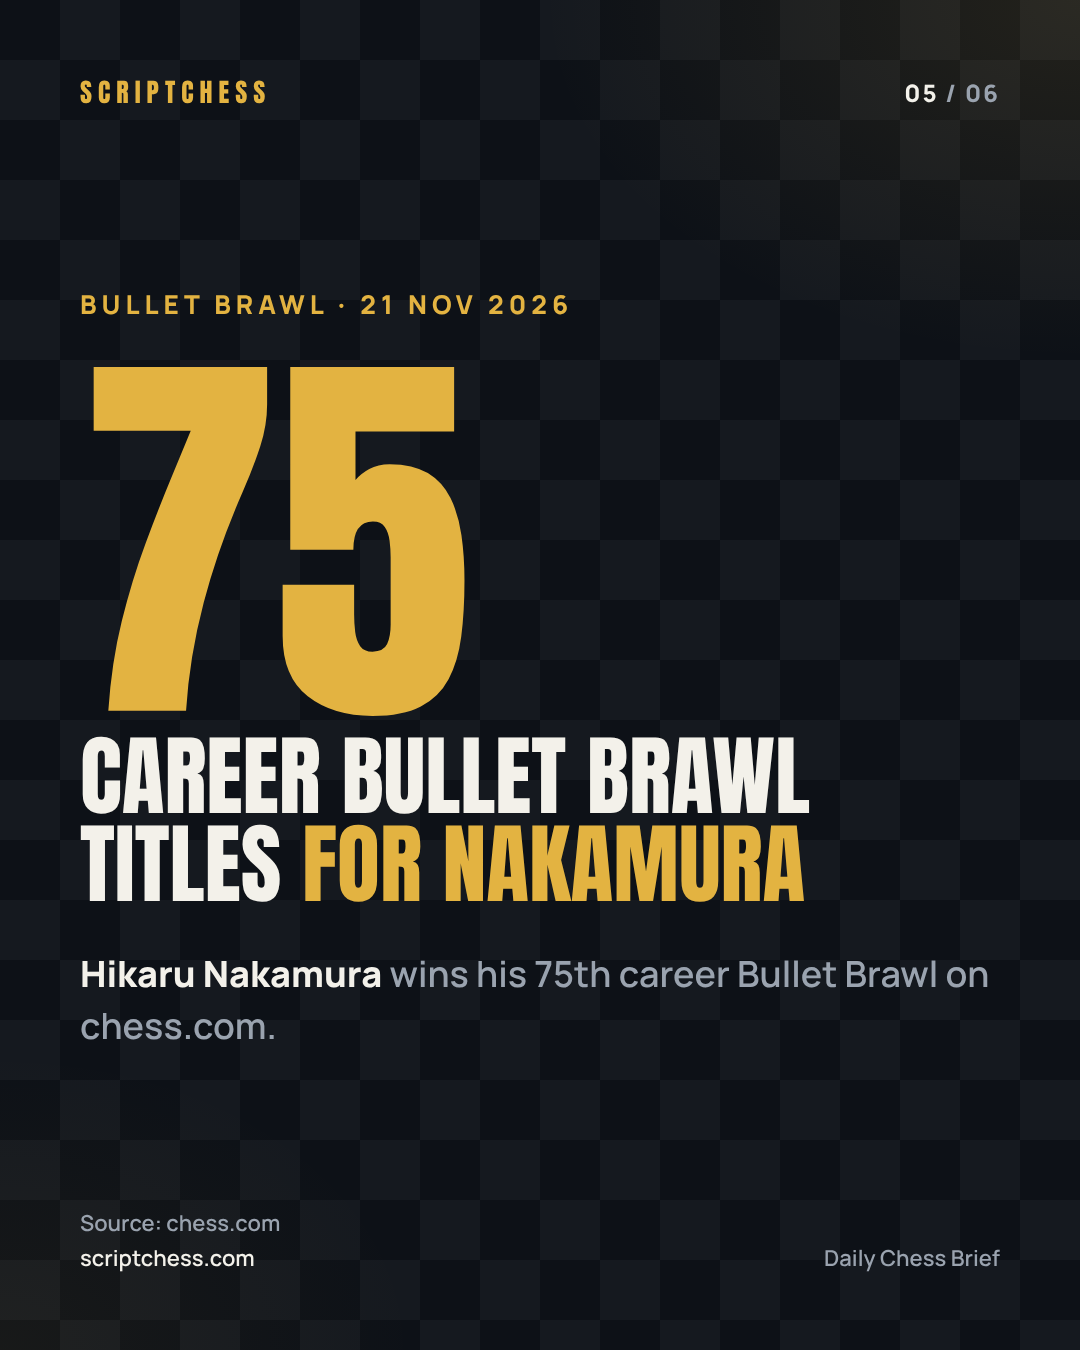 SCRIPTCHESS
05 / 06
BULLET BRAWL · 21 NOV 2026
75
CAREER BULLET BRAWL
TITLES FOR NAKAMURA
Hikaru Nakamura wins his 75th career Bullet Brawl on
chess.com.
Source: chess.com
scriptchess.com
Daily Chess Brief